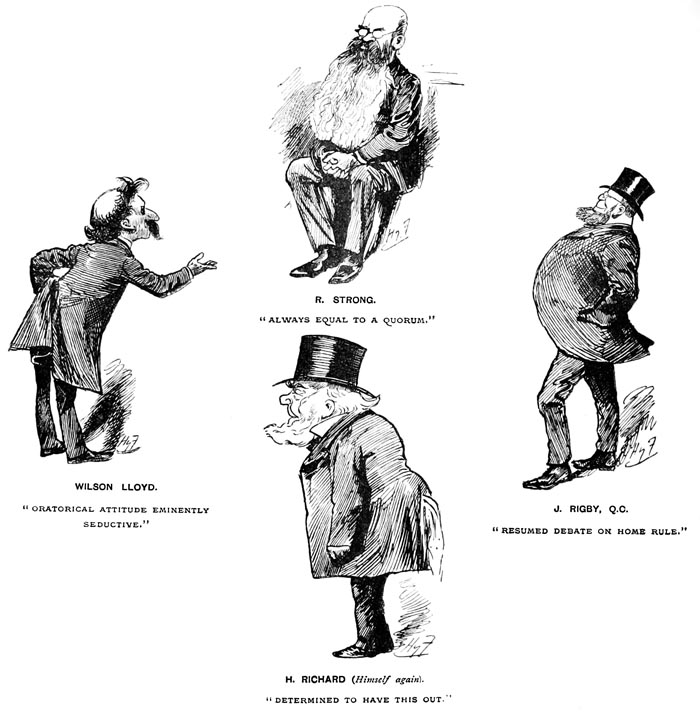 R. STRONG.
"ALWAYS EQUAL TO A QUORUM."
WILSON LLOYD.
"ORATORICAL ATTITUDE EMINENTLY
SEDUCTIVE."
J. RIGBY, Q.C.
"RESUMED DEBATE ON HOME RULE."
H. RICHARD (Himself again).
"DETERMINED TO HAVE THIS OUT."